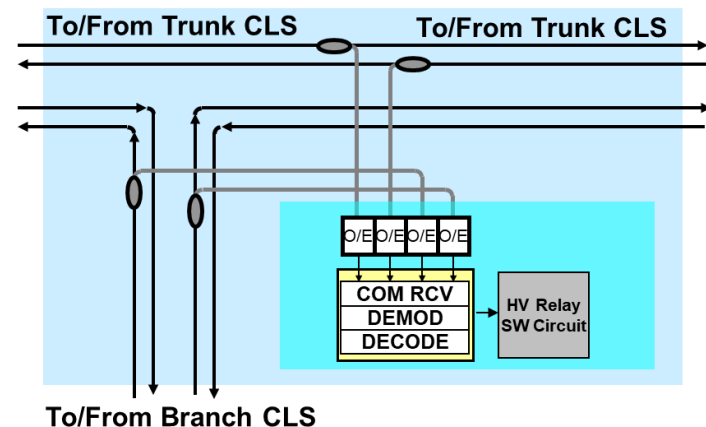 To/From Trunk CLS
To/From Trunk CLS
O/E O/E O/E O/E
COM RCV
DEMOD
DECODE
HV Relay
SW Circuit
To/From Branch CLS